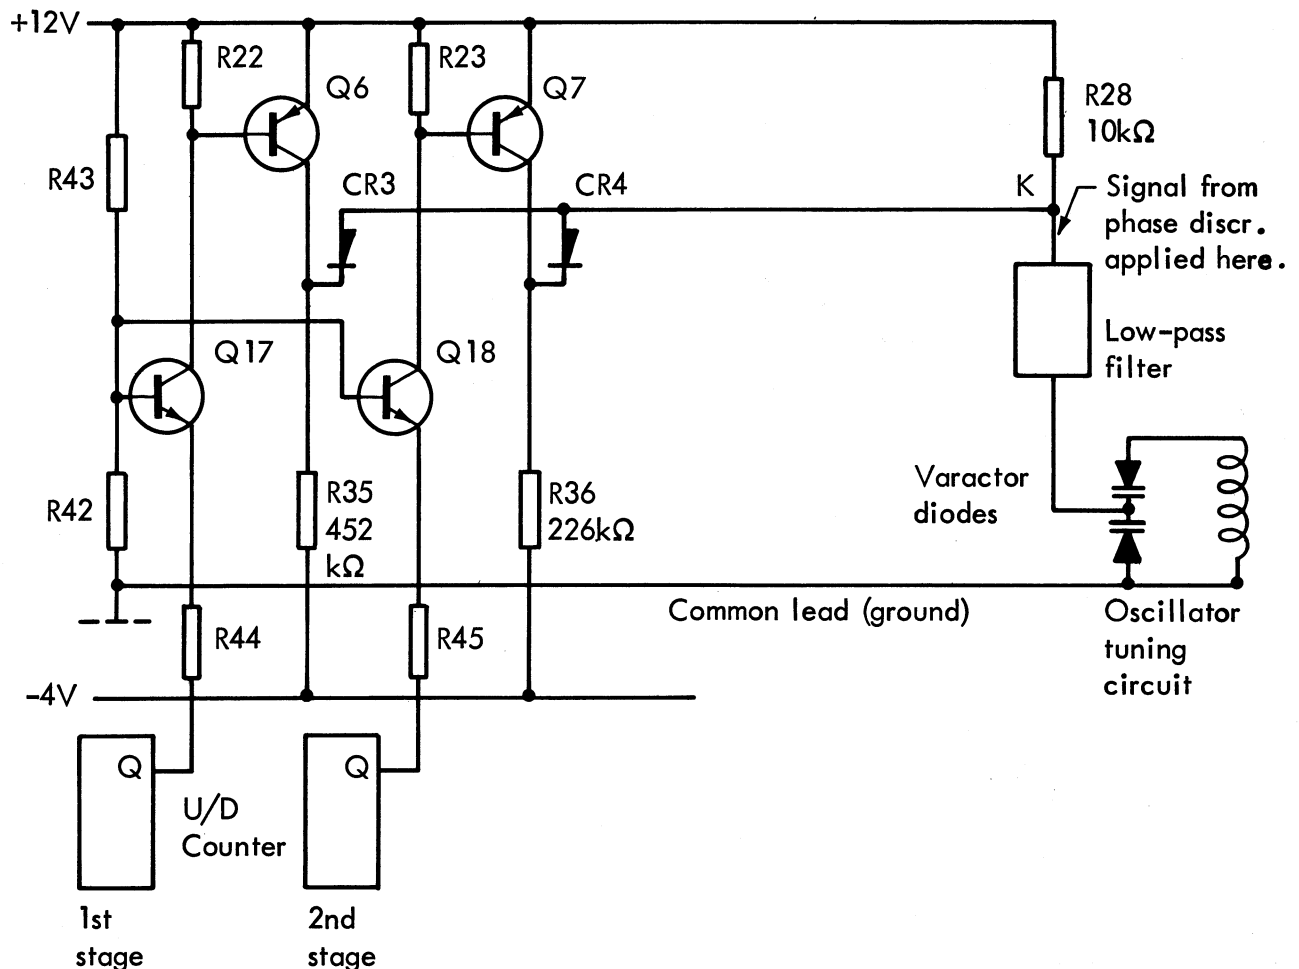 +12V
R22
Q6
R23
Q7
R28
10kΩ
R43
CR3
CR4
K
Signal from
phase discr.
applied here.
Low-pass
filter
Q17
Q18
R42
R35
452
kΩ
R36
226kΩ
Varactor
diodes
R44
R45
Common lead (ground)
Oscillator
tuning
circuit
-4V
Q
Q
U/D
Counter
1st
stage
2nd
stage